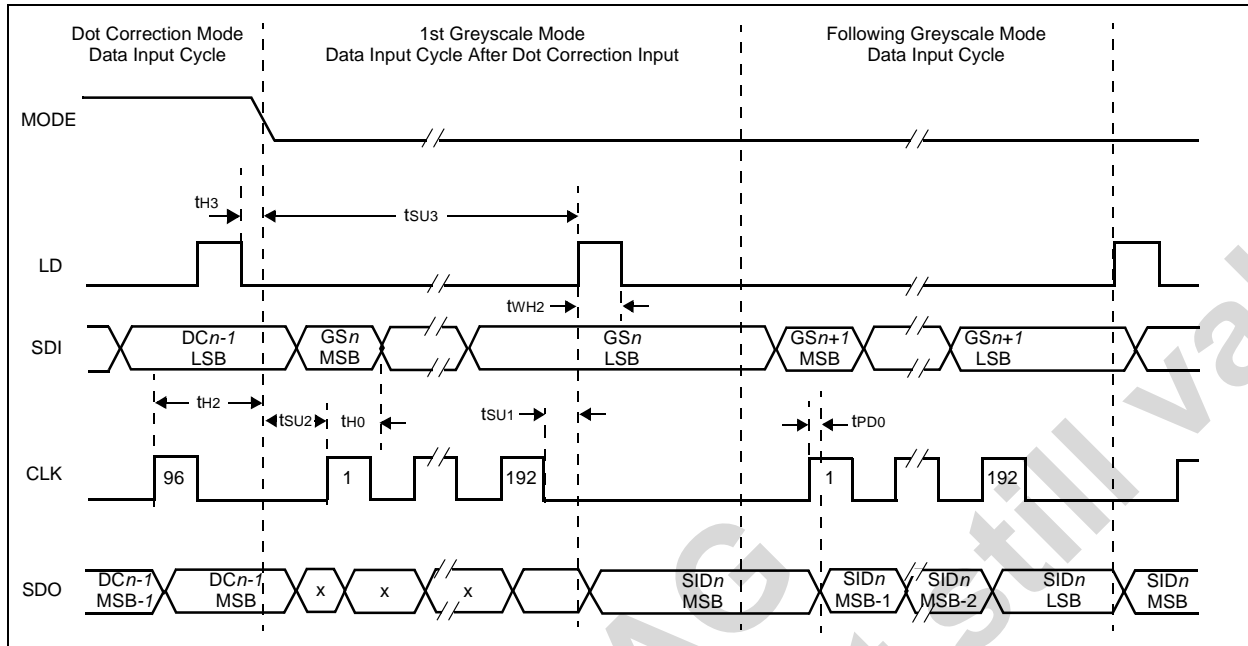 Dot Correction Mode
Data Input Cycle
1st Greyscale Mode
Data Input Cycle After Dot Correction Input
Following Greyscale Mode
Data Input Cycle
MODE
tH3
tSU3
LD
tWH2
SDI
DCn-1
LSB
GSn
MSB
GSn
LSB
GSn+1
MSB
GSn+1
LSB
tH2
tSU2
tH0
tSU1
tPD0
CLK
96
1
192
1
192
SDO
DCn-1
MSB-1
DCn-1
MSB
x
x
x
SIDn
MSB
SIDn
MSB-1
SIDn
MSB-2
SIDn
LSB
SIDn
MSB
AG
still va